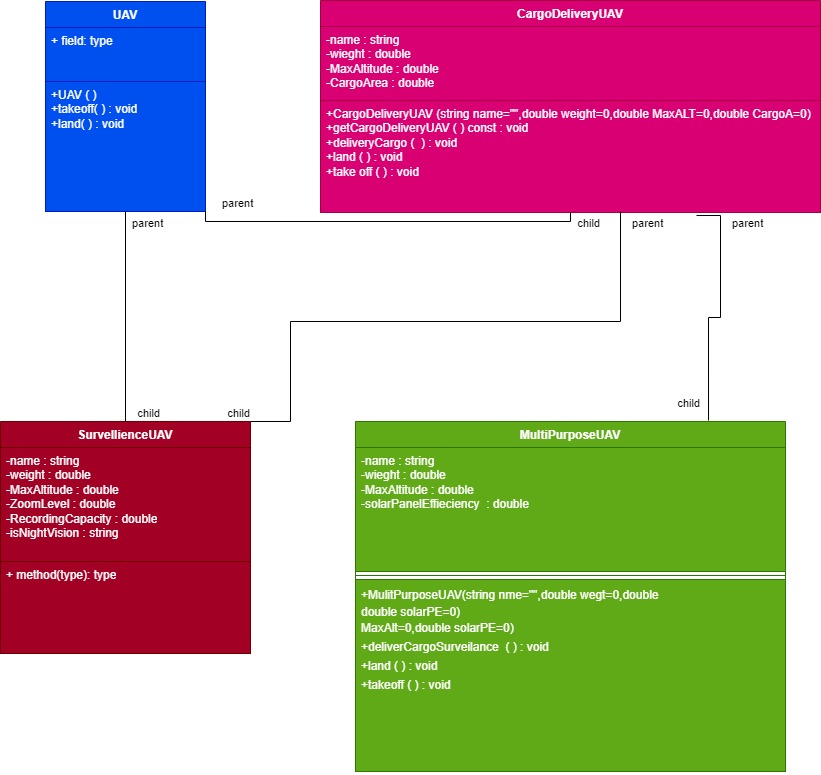 UAV
+ field: type
+UAV ( )
+takeoff( ) : void
+land( ) : void
CargoDeliveryUAV
-name : string
-wieght : double
-MaxAltitude : double
-CargoArea : double
+CargoDeliveryUAV (string name="",double weight=0,double MaxALT=0,double CargoA=0)
+getCargoDeliveryUAV ( ) const : void
+deliveryCargo (  ) : void
+land ( ) : void
+take off ( ) : void
parent
parent
child
parent
parent
child
child
child
SurvellienceUAV
-name : string
-weight : double
-MaxAltitude : double
-ZoomLevel : double
-RecordingCapacity : double
-isNightVision : string
+ method(type): type
MultiPurposeUAV
-name : string
-wieght : double
-MaxAltitude : double
-solarPanelEffieciency  : double
+MulitPurposeUAV(string nme="",double wegt=0,double
double solarPE=0)
MaxAlt=0,double solarPE=0)
+deliverCargoSurveilance  ( ) : void
+land ( ) : void
+takeoff ( ) : void